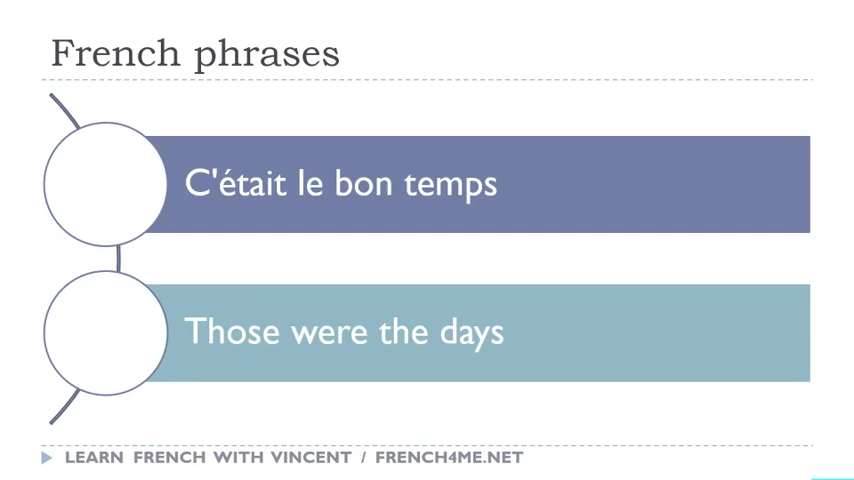 French phrases
C'était le bon temps
Those were the days
LEARN FRENCH WITH VINCENT / FRENCH4ME.NET